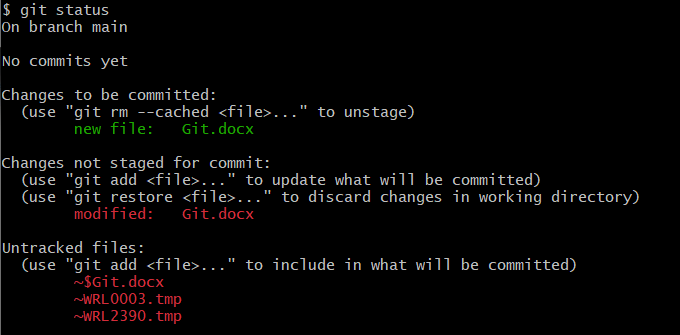 $ git status
On branch main
No commits yet
Changes to be committed:
(use "git rm --cached <file>..." to unstage)
new file: Git.docx
Changes not staged for commit:
(use "git add <file>..." to update what will be committed)
(use "git restore <file>..." to discard changes in working directory)
modified: Git.docx
Untracked files:
(use "git add <file>..." to include in what will be committed)
~$Git.docx
~WRL0003.tmp
~WRL2390.tmp